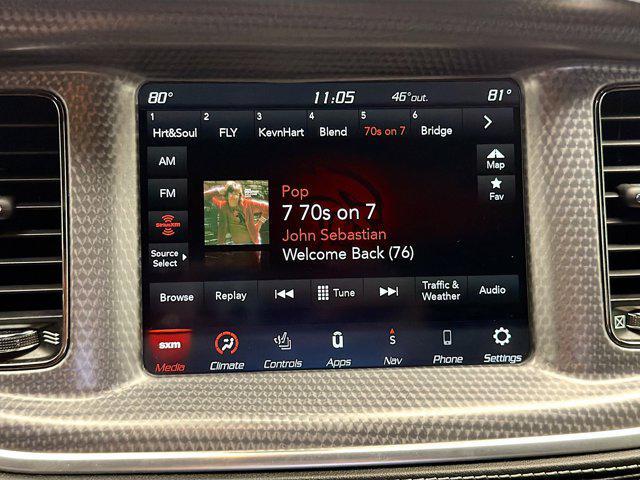 80° 11:05 46°out. 81°
1 2 3 4 5 6
Hrt&Soul FLY KevnHart Blend 70s on 7 Bridge
AM
Map
FM
Pop
Fav
7 70s on 7
SiriusXM
John Sebastian
Source
Select
Welcome Back (76)
Browse Replay Tune Traffic &
Weather Audio
sxm
Media Climate Controls Apps Nav Phone Settings
S